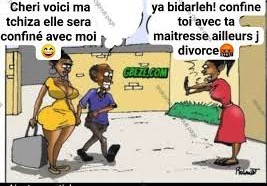 Cheri voici ma
tchiza elle sera
confiné avec moi
😄
ya bidarleh! confine
toi avec ta
maitresse ailleurs j
divorce🤬
GBEZE.COM